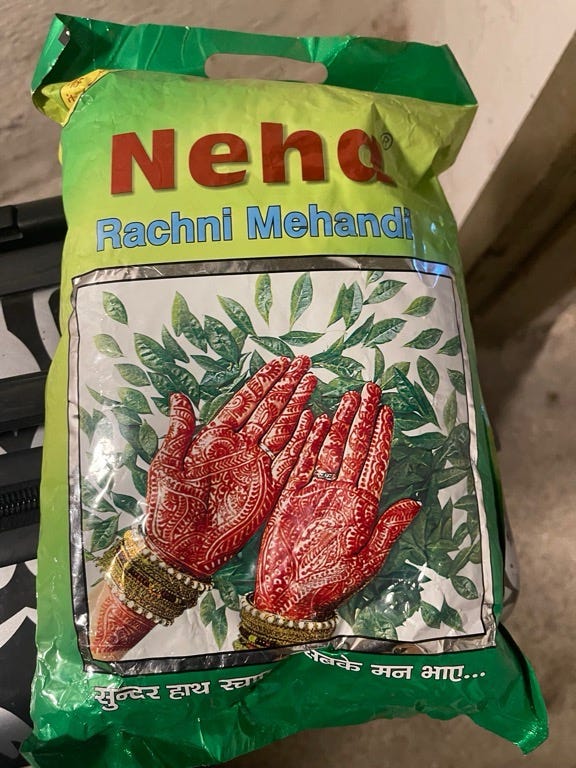 Neha®
Rachni Mehandi
सुन्दर हाथ सबके मन भाए...